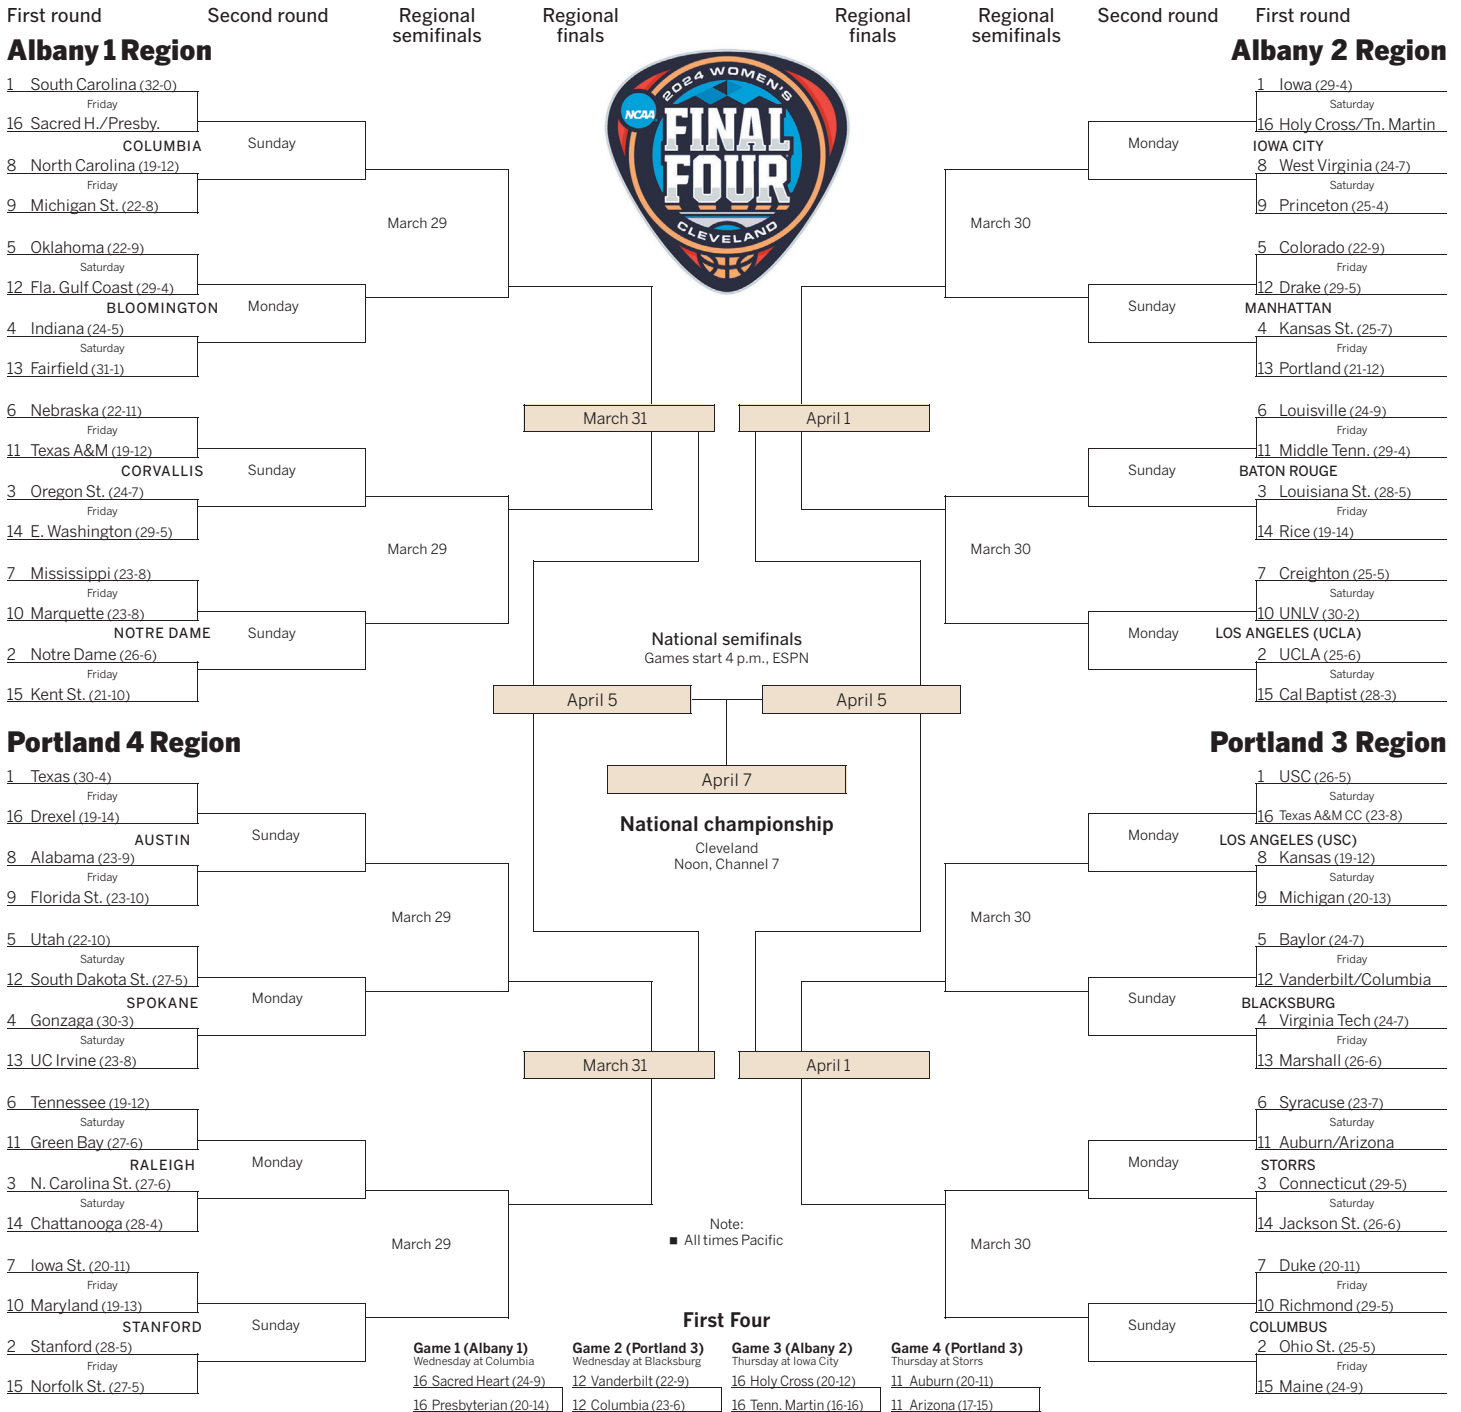 First round
Second round
Regional
semifinals
Regional
finals
Regional
finals
Regional
semifinals
Second round
First round
Albany 1 Region
1 South Carolina (32-0)
Friday
16 Sacred H./Presby.
COLUMBIA
Sunday
8 North Carolina (19-12)
Friday
9 Michigan St. (22-8)
March 29
5 Oklahoma (22-9)
Saturday
12 Fla. Gulf Coast (29-4)
BLOOMINGTON
Monday
4 Indiana (24-5)
Saturday
13 Fairfield (31-1)
March 31
6 Nebraska (22-11)
Friday
11 Texas A&M (19-12)
CORVALLIS
Sunday
3 Oregon St. (24-7)
Friday
14 E. Washington (29-5)
March 29
7 Mississippi (23-8)
Friday
10 Marquette (23-8)
NOTRE DAME
Sunday
2 Notre Dame (26-6)
Friday
15 Kent St. (21-10)
2024 WOMEN'S
NCAA
FINAL
FOUR
CLEVELAND
Albany 2 Region
1 Iowa (29-4)
Saturday
16 Holy Cross/Tn. Martin
Monday
IOWA CITY
8 West Virginia (24-7)
Saturday
9 Princeton (25-4)
March 30
5 Colorado (22-9)
Friday
12 Drake (29-5)
Sunday
MANHATTAN
4 Kansas St. (25-7)
Friday
13 Portland (21-12)
April 1
6 Louisville (24-9)
Friday
11 Middle Tenn. (29-4)
Sunday
BATON ROUGE
3 Louisiana St. (28-5)
Friday
14 Rice (19-14)
March 30
7 Creighton (25-5)
Saturday
10 UNLV (30-2)
Monday
LOS ANGELES (UCLA)
2 UCLA (25-6)
Saturday
15 Cal Baptist (28-3)
National semifinals
Games start 4 p.m., ESPN
April 5
April 5
April 7
National championship
Cleveland
Noon, Channel 7
Portland 4 Region
1 Texas (30-4)
Friday
16 Drexel (19-14)
AUSTIN
Sunday
8 Alabama (23-9)
Friday
9 Florida St. (23-10)
March 29
5 Utah (22-10)
Saturday
12 South Dakota St. (27-5)
SPOKANE
Monday
4 Gonzaga (30-3)
Saturday
13 UC Irvine (23-8)
March 31
6 Tennessee (19-12)
Saturday
11 Green Bay (27-6)
RALEIGH
Monday
3 N. Carolina St. (27-6)
Saturday
14 Chattanooga (28-4)
March 29
7 Iowa St. (20-11)
Friday
10 Maryland (19-13)
STANFORD
Sunday
2 Stanford (28-5)
Friday
15 Norfolk St. (27-5)
Portland 3 Region
1 USC (26-5)
Saturday
16 Texas A&M CC (23-8)
Monday
LOS ANGELES (USC)
8 Kansas (19-12)
Saturday
9 Michigan (20-13)
March 30
5 Baylor (24-7)
Friday
12 Vanderbilt/Columbia
Sunday
BLACKSBURG
4 Virginia Tech (24-7)
Friday
13 Marshall (26-6)
April 1
6 Syracuse (23-7)
Saturday
11 Auburn/Arizona
Monday
STORRS
3 Connecticut (29-5)
Saturday
14 Jackson St. (26-6)
March 30
7 Duke (20-11)
Friday
10 Richmond (29-5)
Sunday
COLUMBUS
2 Ohio St. (25-5)
Friday
15 Maine (24-9)
Note:
■ All times Pacific
First Four
Game 1 (Albany 1)
Wednesday at Columbia
16 Sacred Heart (24-9)
16 Presbyterian (20-14)
Game 2 (Portland 3)
Wednesday at Blacksburg
12 Vanderbilt (22-9)
12 Columbia (23-6)
Game 3 (Albany 2)
Thursday at Iowa City
16 Holy Cross (20-12)
16 Tenn. Martin (16-16)
Game 4 (Portland 3)
Thursday at Storrs
11 Auburn (20-11)
11 Arizona (17-15)